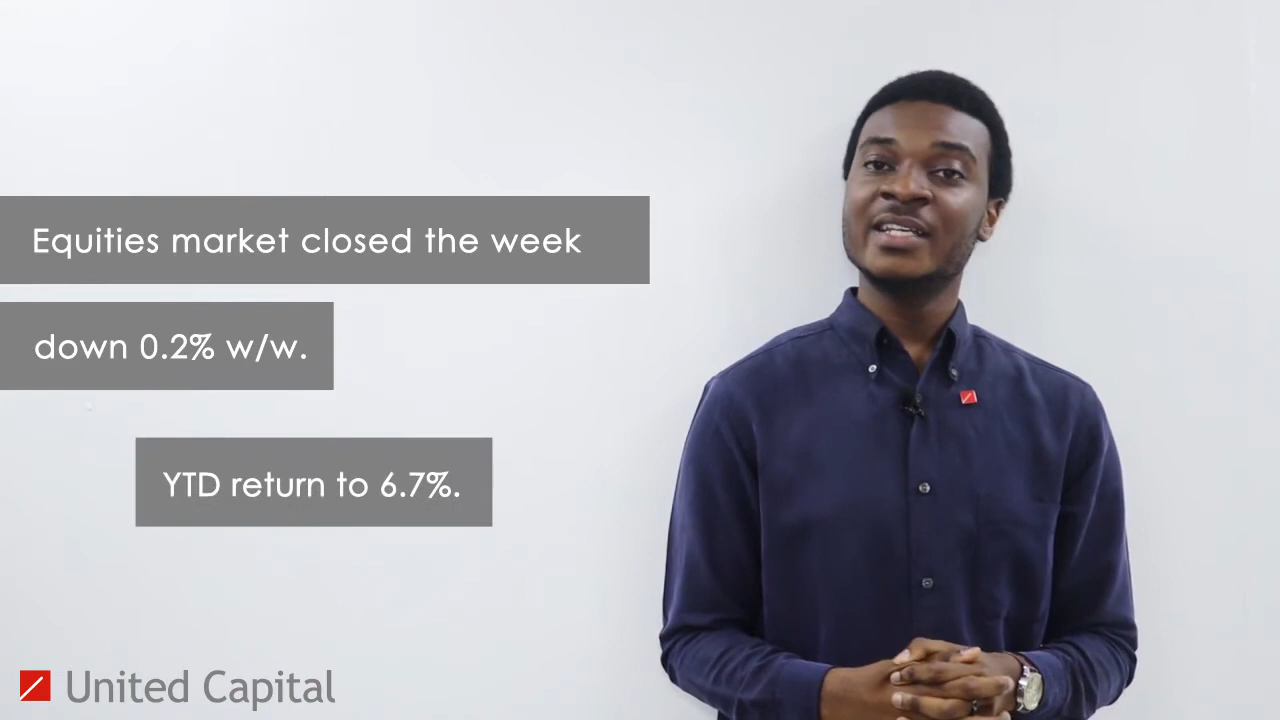 Equities market closed the week
down 0.2% w/w.
YTD return to 6.7%.
United Capital